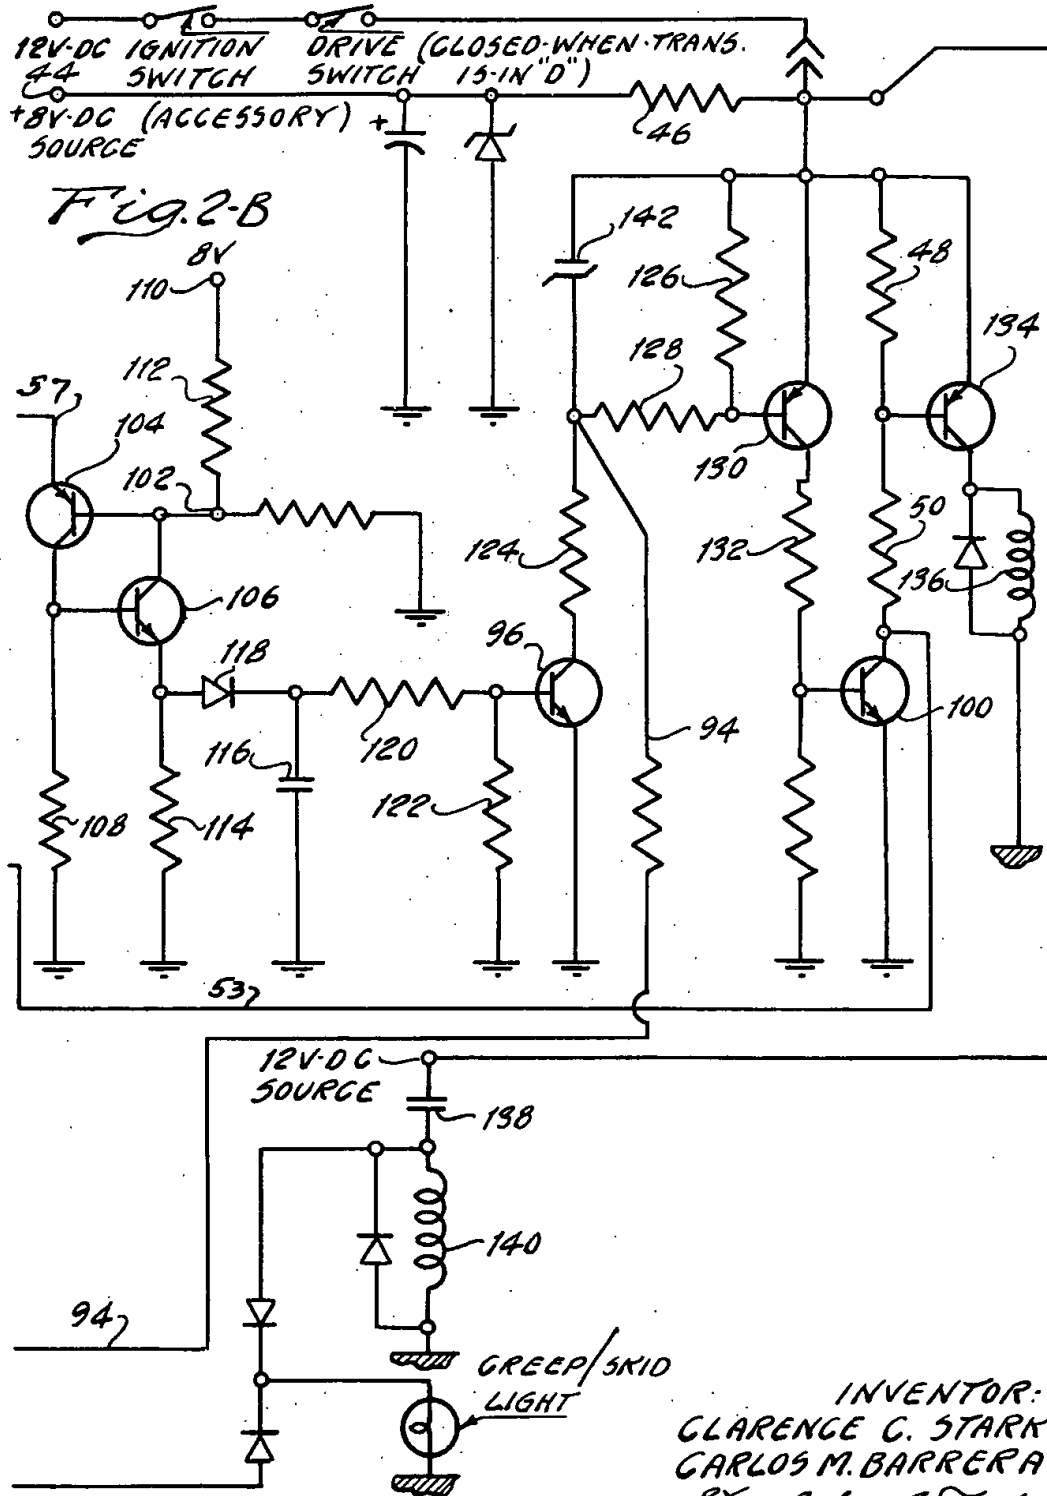 12V-DC IGNITION SWITCH
DRIVE (CLOSED-WHEN-TRANS.
SWITCH IS-IN "D")
44
+8V-DC (ACCESSORY)
SOURCE
+
46
Fig. 2-B
8V
110
142
126
48
134
128
112
57
104
102
130
124
132
50
136
106
96
118
94
100
116
120
122
108
114
53
12V-DC
SOURCE
138
140
94
CREEP/SKID
LIGHT
INVENTOR:
CLARENCE C. STARK
CARLOS M. BARRERA
BY